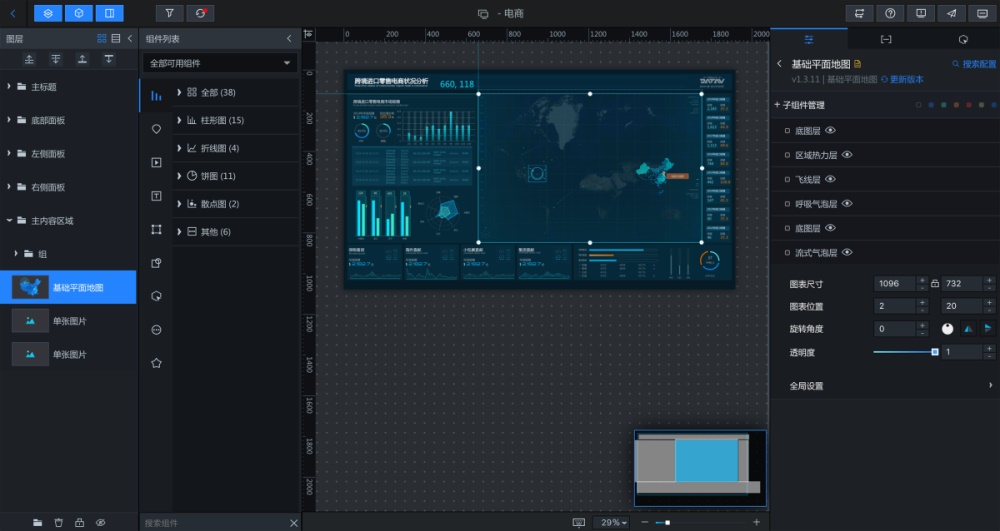 - 电商
图层
主标题
底部面板
左侧面板
右侧面板
主内容区域
组
基础平面地图
单张图片
单张图片
组件列表
全部可用组件
全部 (38)
柱形图 (15)
折线图 (4)
饼图 (11)
散点图 (2)
其他 (6)
搜索组件
0 200 400 600 800 1000 1200 1400 1600 1800 2000
0
200
400
600
800
1000
1200
1400
1600
1800
2000
跨境进口零售电商状况分析
660, 118
29%
基础平面地图
搜索配置
v1.3.11 | 基础平面地图 更新版本
子组件管理
底图层
区域热力层
飞线层
呼吸气泡层
底图层
流式气泡层
图表尺寸 1096 732
图表位置 2 20
旋转角度 0
透明度 1
全局设置